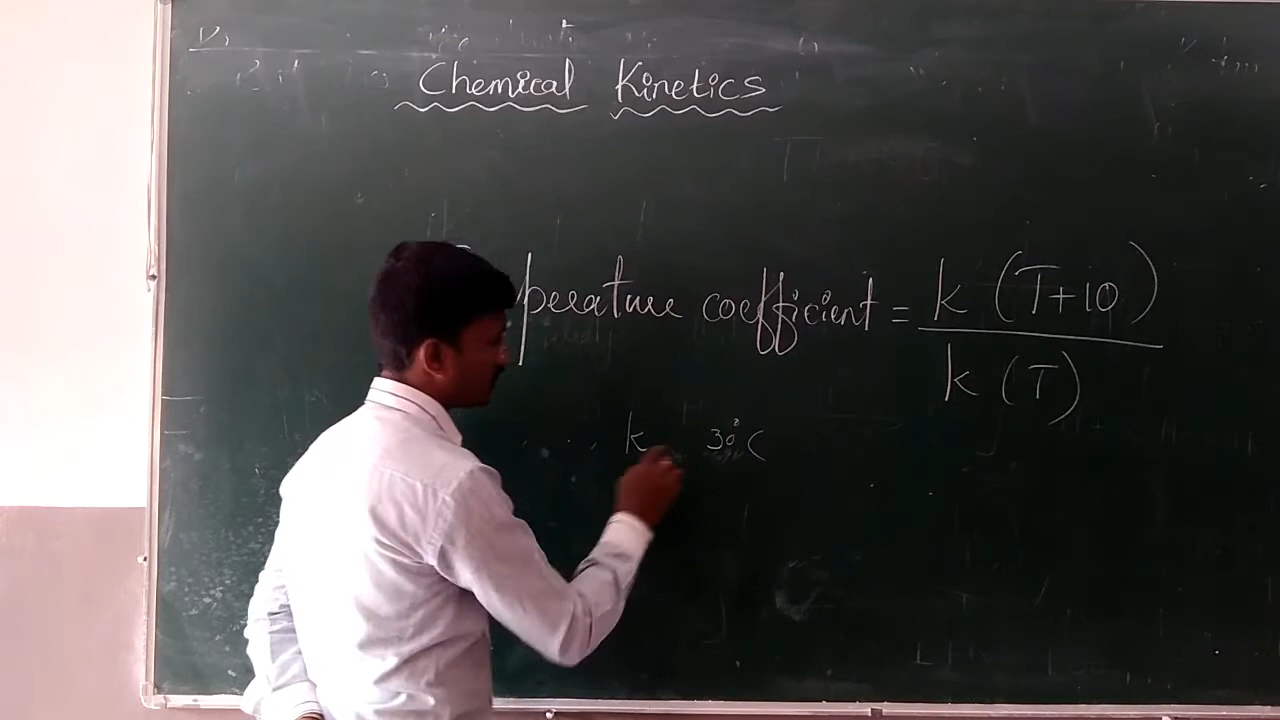 Chemical Kinetics
perature coefficient = k (T+10)
k (T)
k 30°C